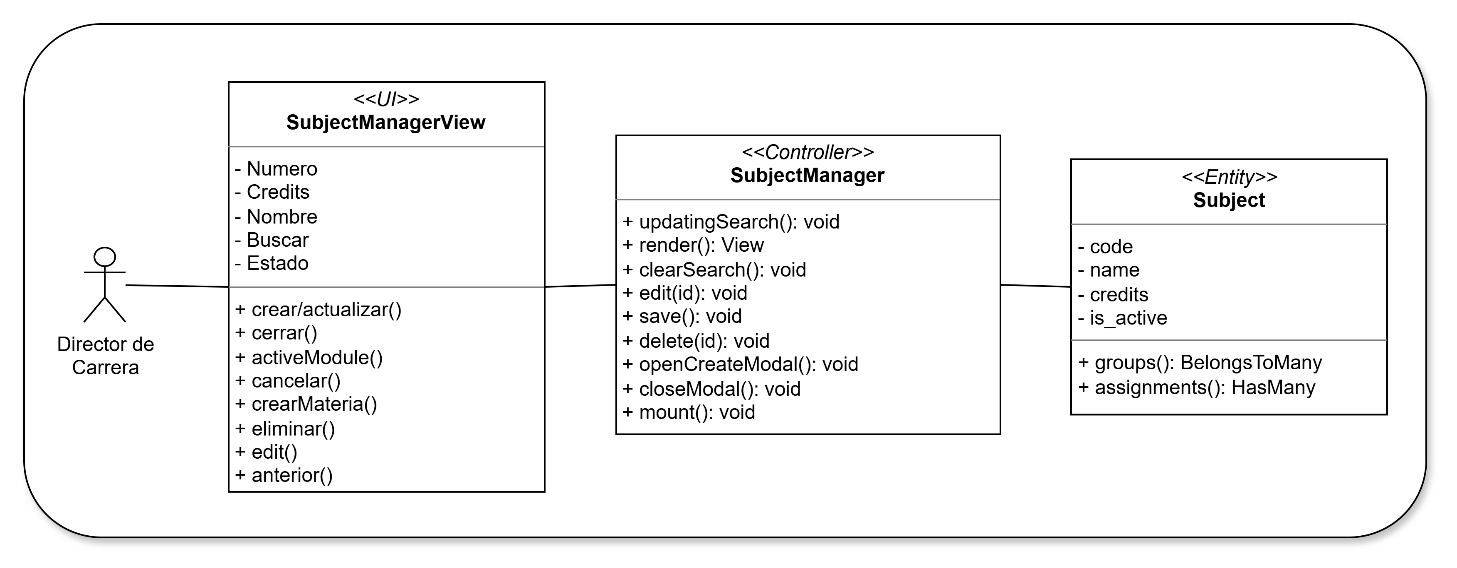 Director de
Carrera
<<UI>>
SubjectManagerView
- Numero
- Credits
- Nombre
- Buscar
- Estado
+ crear/actualizar()
+ cerrar()
+ activeModule()
+ cancelar()
+ crearMateria()
+ eliminar()
+ edit()
+ anterior()
<<Controller>>
SubjectManager
+ updatingSearch(): void
+ render(): View
+ clearSearch(): void
+ edit(id): void
+ save(): void
+ delete(id): void
+ openCreateModal(): void
+ closeModal(): void
+ mount(): void
<<Entity>>
Subject
- code
- name
- credits
- is_active
+ groups(): BelongsToMany
+ assignments(): HasMany